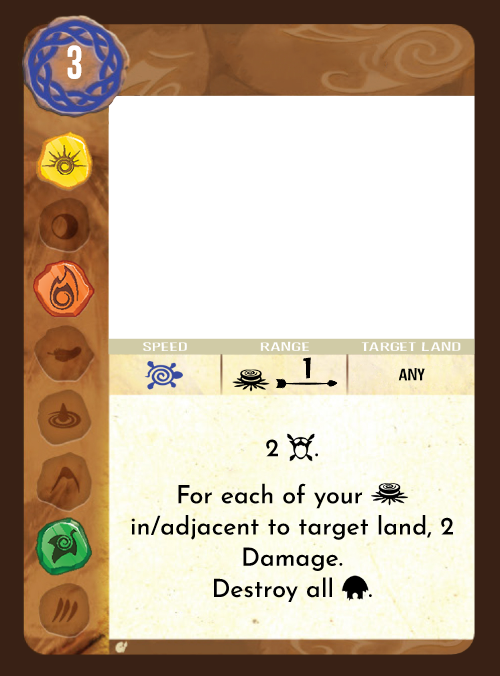 3
SPEED RANGE TARGET LAND
1 ANY
2 .
For each of your
in/adjacent to target land, 2
Damage.
Destroy all .